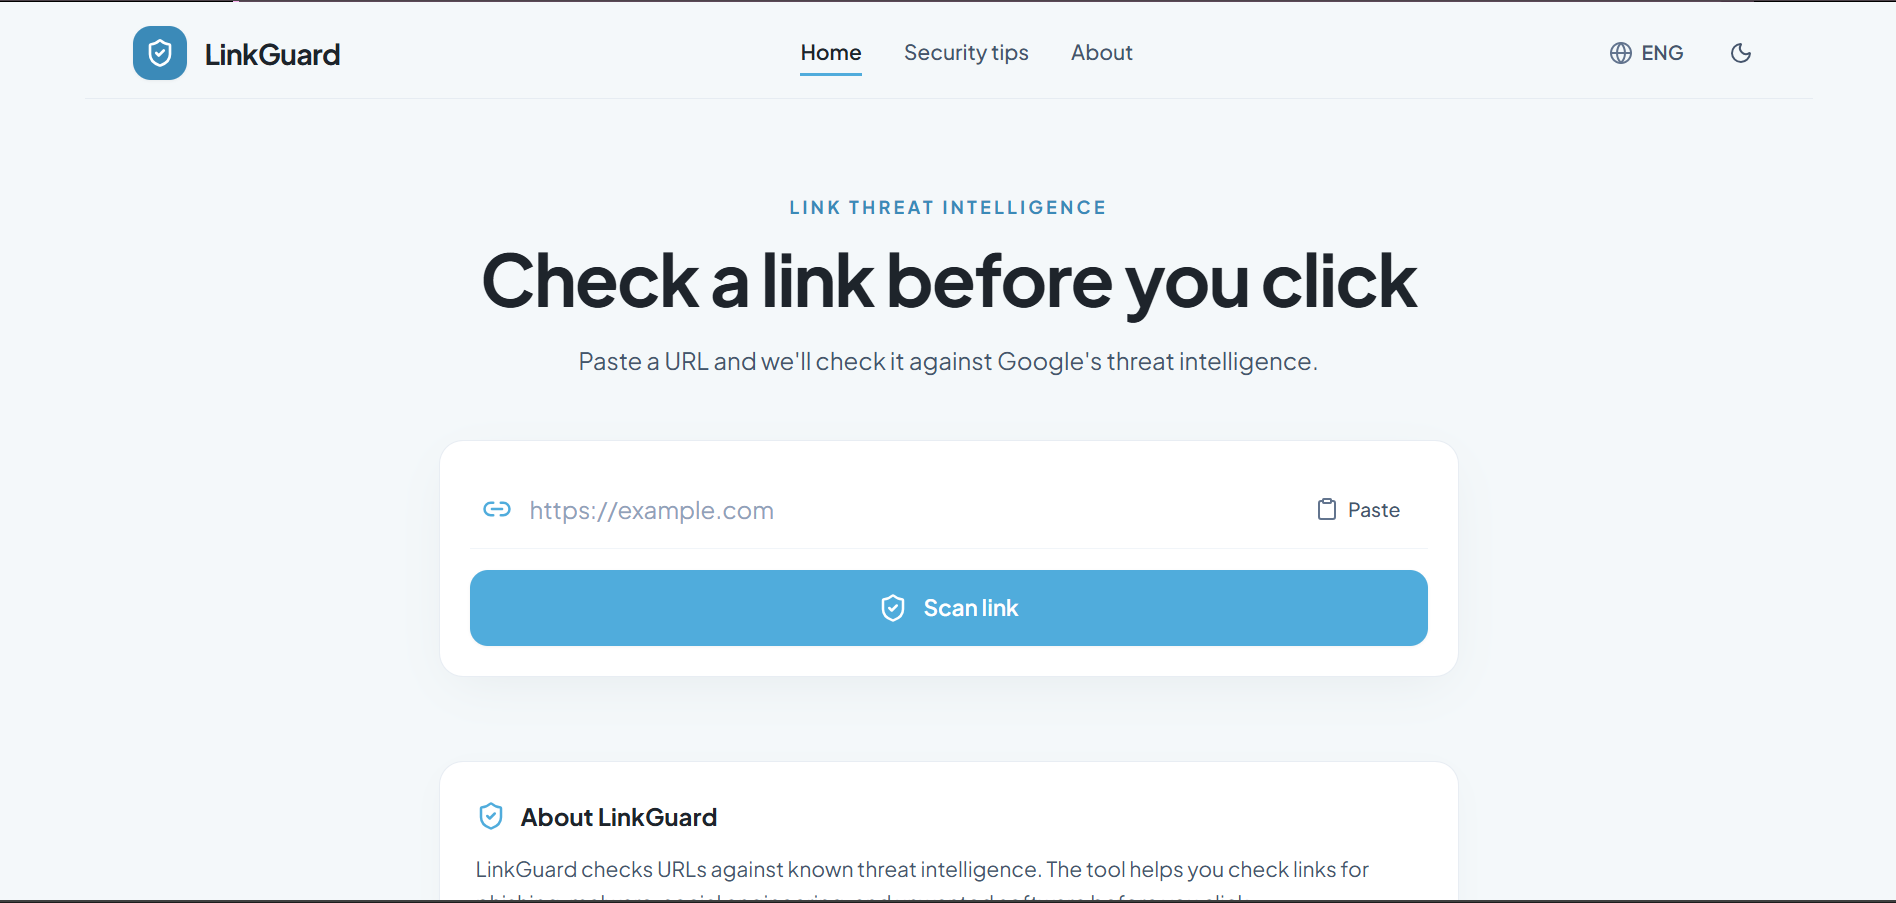 LinkGuard
Home
Security tips
About
ENG
LINK THREAT INTELLIGENCE
Check a link before you click
Paste a URL and we'll check it against Google's threat intelligence.
https://example.com
Paste
Scan link
About LinkGuard
LinkGuard checks URLs against known threat intelligence. The tool helps you check links for